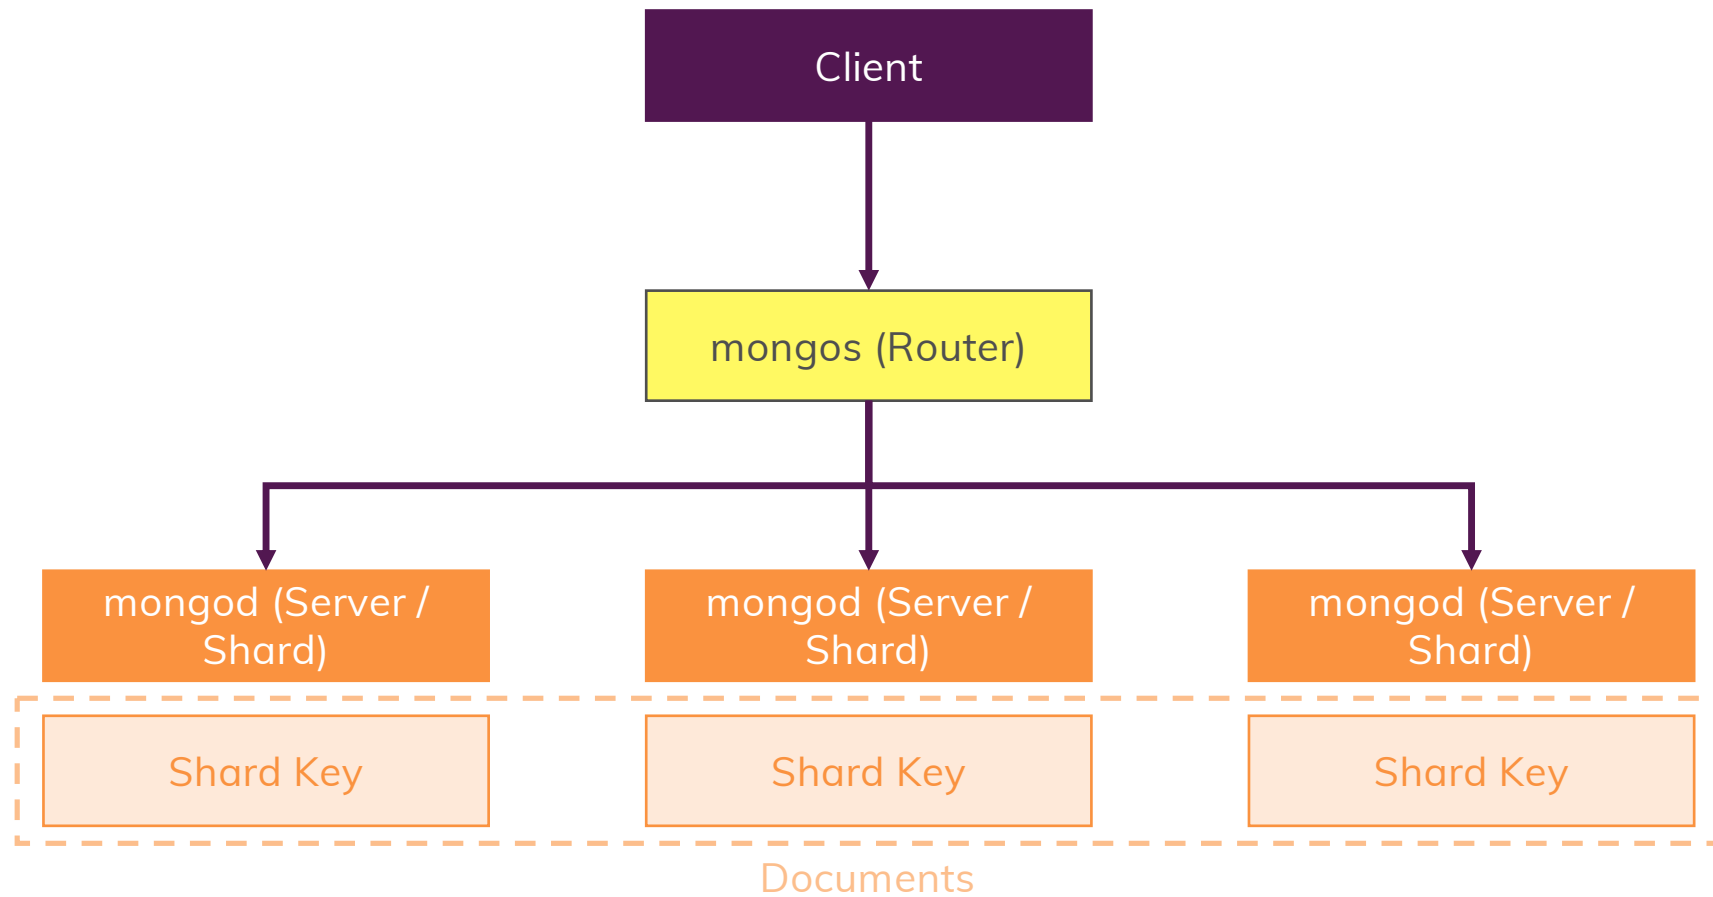 Client
mongos (Router)
mongod (Server /
Shard)
mongod (Server /
Shard)
mongod (Server /
Shard)
Shard Key
Shard Key
Shard Key
Documents